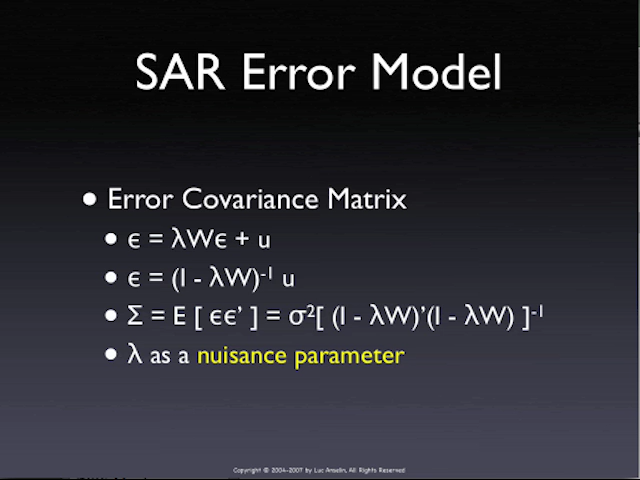 SAR Error Model
• Error Covariance Matrix
• ϵ = λWϵ + u
• ϵ = (I - λW)⁻¹ u
• Σ = E [ ϵϵ’ ] = σ²[ (I - λW)’(I - λW) ]⁻¹
• λ as a nuisance parameter
Copyright © 2004-2007 by Luc Anselin, All Rights Reserved